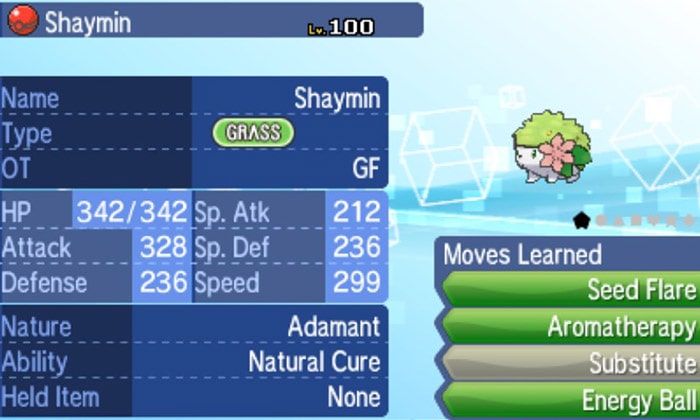 Shaymin Lv.100
Name Shaymin
Type GRASS
OT GF
HP 342/342 Sp. Atk 212
Attack 328 Sp. Def 236
Defense 236 Speed 299
Moves Learned
Seed Flare
Nature Adamant
Aromatherapy
Ability Natural Cure
Substitute
Held Item None
Energy Ball